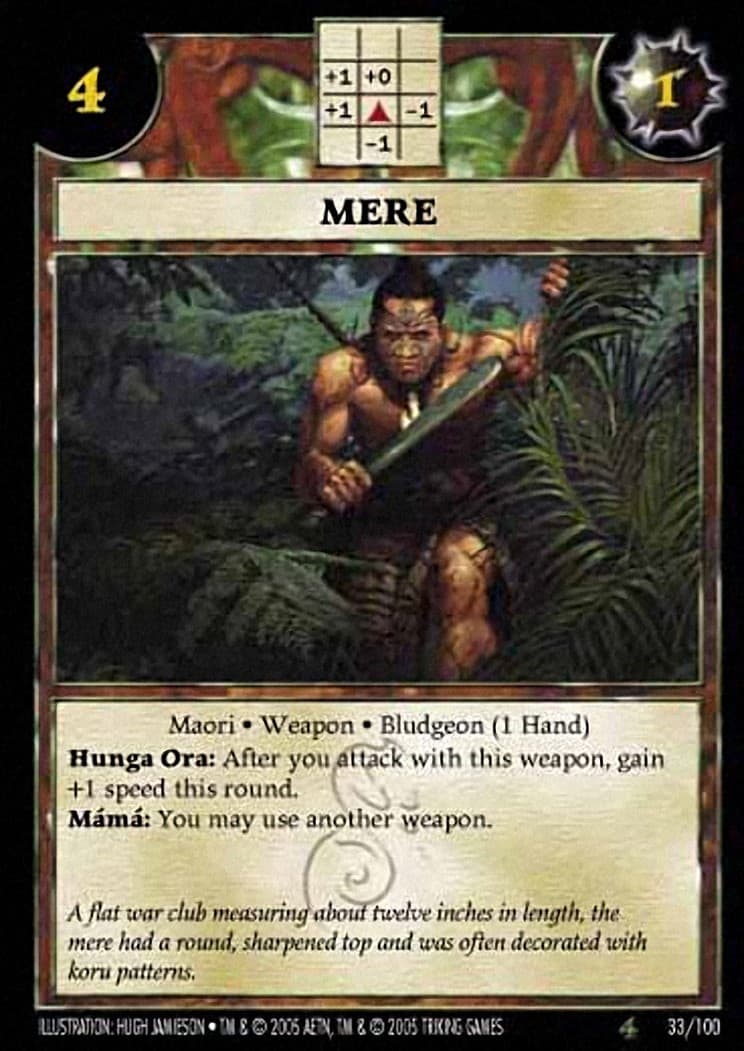 4
1
+1 +0
+1 -1
-1
MERE
Maori • Weapon • Bludgeon (1 Hand)
Hunga Ora: After you attack with this weapon, gain
+1 speed this round.
Mámá: You may use another weapon.
A flat war club measuring about twelve inches in length, the
mere had a round, sharpened top and was often decorated with
koru patterns.
ILLUSTRATION: HUGH JAMIESON • TM & © 2005 AETN, TM & © 2005 TRIKING GAMES
4 33/100